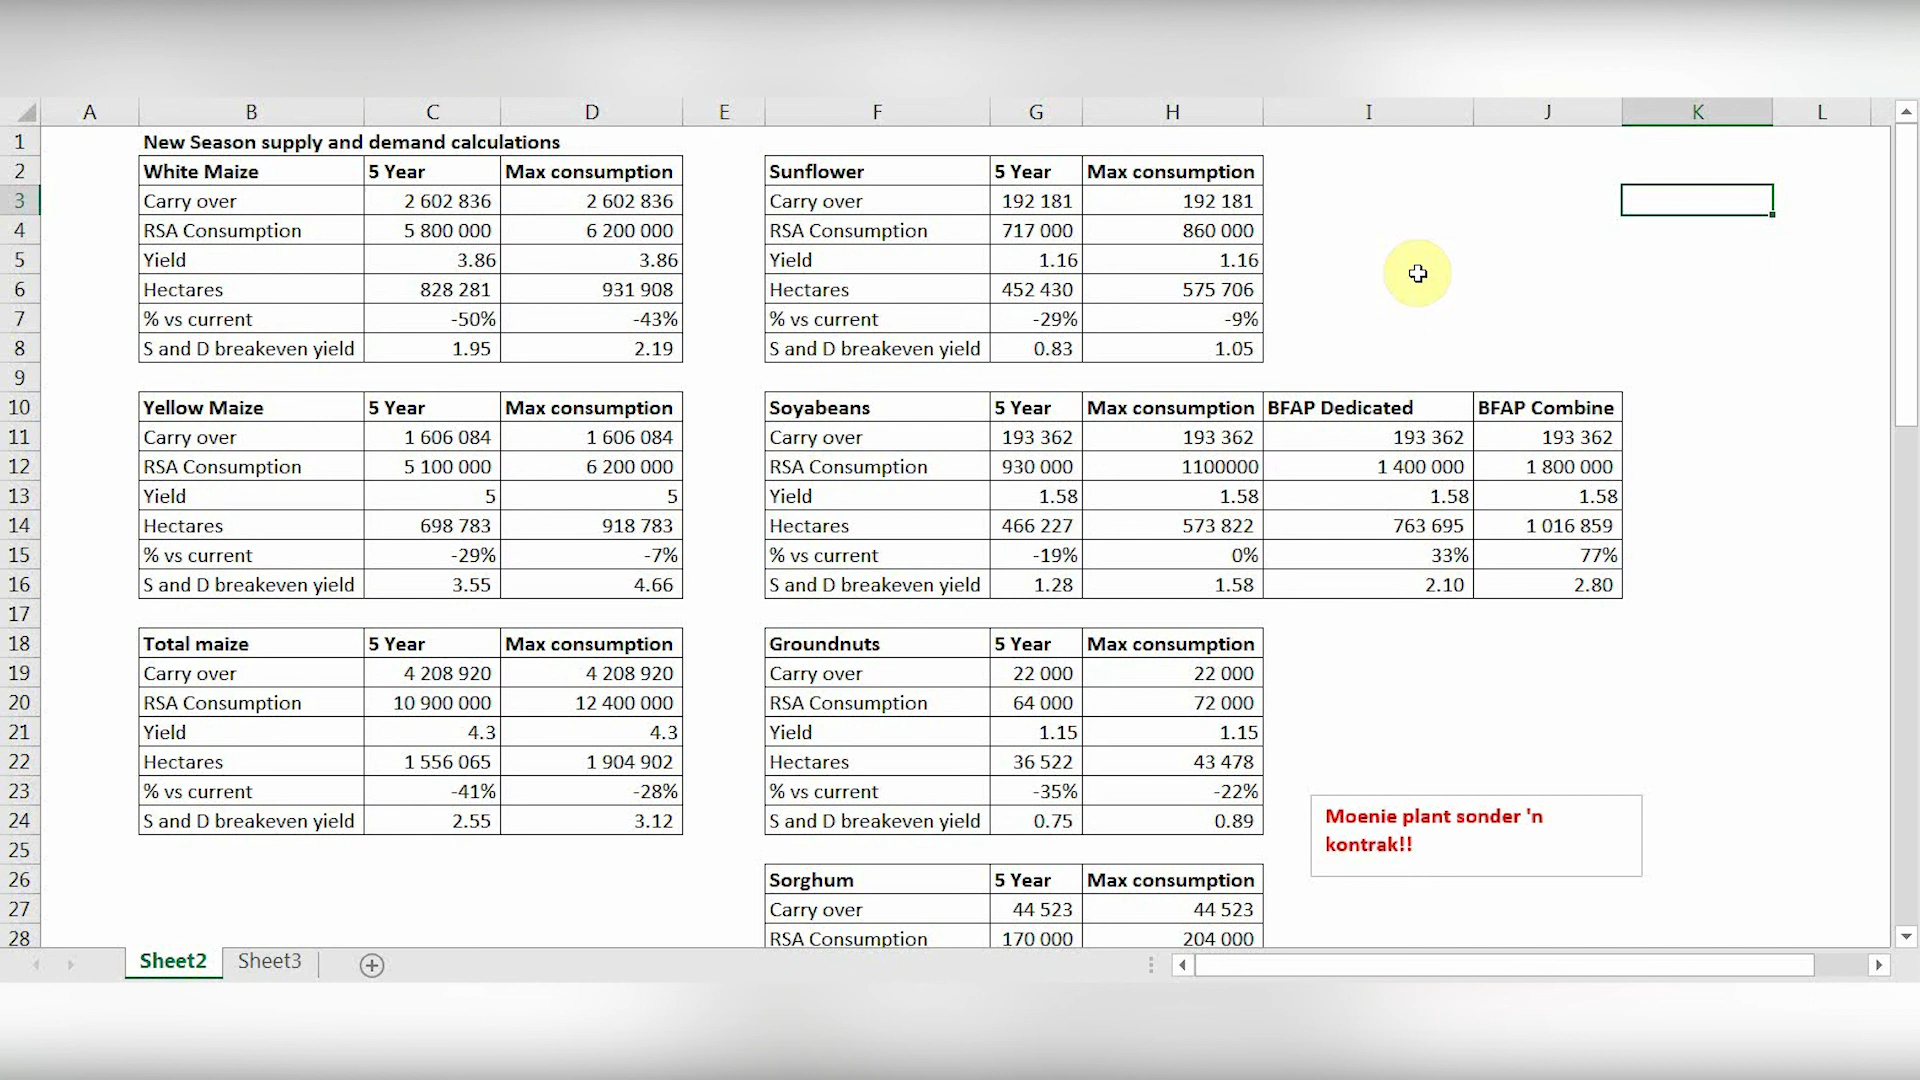 A B C D E F G H I J K L
1 New Season supply and demand calculations
2 White Maize 5 Year Max consumption Sunflower 5 Year Max consumption
3 Carry over 2 602 836 2 602 836 Carry over 192 181 192 181
4 RSA Consumption 5 800 000 6 200 000 RSA Consumption 717 000 860 000
5 Yield 3.86 3.86 Yield 1.16 1.16
6 Hectares 828 281 931 908 Hectares 452 430 575 706
7 % vs current -50% -43% % vs current -29% -9%
8 S and D breakeven yield 1.95 2.19 S and D breakeven yield 0.83 1.05
9
10 Yellow Maize 5 Year Max consumption Soyabeans 5 Year Max consumption BFAP Dedicated BFAP Combine
11 Carry over 1 606 084 1 606 084 Carry over 193 362 193 362 193 362 193 362
12 RSA Consumption 5 100 000 6 200 000 RSA Consumption 930 000 1100000 1 400 000 1 800 000
13 Yield 5 5 Yield 1.58 1.58 1.58 1.58
14 Hectares 698 783 918 783 Hectares 466 227 573 822 763 695 1 016 859
15 % vs current -29% -7% % vs current -19% 0% 33% 77%
16 S and D breakeven yield 3.55 4.66 S and D breakeven yield 1.28 1.58 2.10 2.80
17
18 Total maize 5 Year Max consumption Groundnuts 5 Year Max consumption
19 Carry over 4 208 920 4 208 920 Carry over 22 000 22 000
20 RSA Consumption 10 900 000 12 400 000 RSA Consumption 64 000 72 000
21 Yield 4.3 4.3 Yield 1.15 1.15
22 Hectares 1 556 065 1 904 902 Hectares 36 522 43 478
23 % vs current -41% -28% % vs current -35% -22%
24 S and D breakeven yield 2.55 3.12 S and D breakeven yield 0.75 0.89
Moenie plant sonder 'n
kontrak!!
25
26 Sorghum 5 Year Max consumption
27 Carry over 44 523 44 523
28 RSA Consumption 170 000 204 000
Sheet2 Sheet3